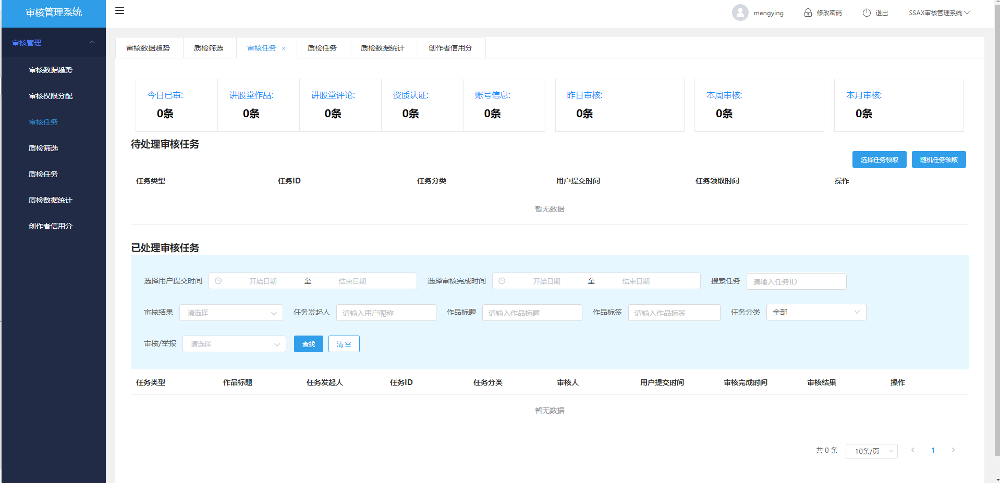 审核管理系统
mengying
修改密码
退出
SSAX审核管理系统
审核管理
审核数据趋势
审核权限分配
审核任务
质检筛选
质检任务
质检数据统计
创作者信用分
审核数据趋势 质检筛选 审核任务 × 质检任务 质检数据统计 创作者信用分
今日已审: 讲股堂作品: 讲股堂评论: 资质认证: 账号信息: 昨日审核: 本周审核: 本月审核:
0条 0条 0条 0条 0条 0条 0条 0条
待处理审核任务
选择任务领取 随机任务领取
任务类型 任务ID 任务分类 用户提交时间 任务领取时间 操作
暂无数据
已处理审核任务
选择用户提交时间 开始日期 至 结束日期 选择审核完成时间 开始日期 至 结束日期 搜索任务 请输入任务ID
审核结果 请选择 任务发起人 请输入用户昵称 作品标题 请输入作品标题 作品标签 请输入作品标签 任务分类 全部
审核/举报 请选择 查找 清空
任务类型 作品标题 任务发起人 任务ID 任务分类 审核人 用户提交时间 审核完成时间 审核结果 操作
暂无数据
共 0 条 10条/页 1